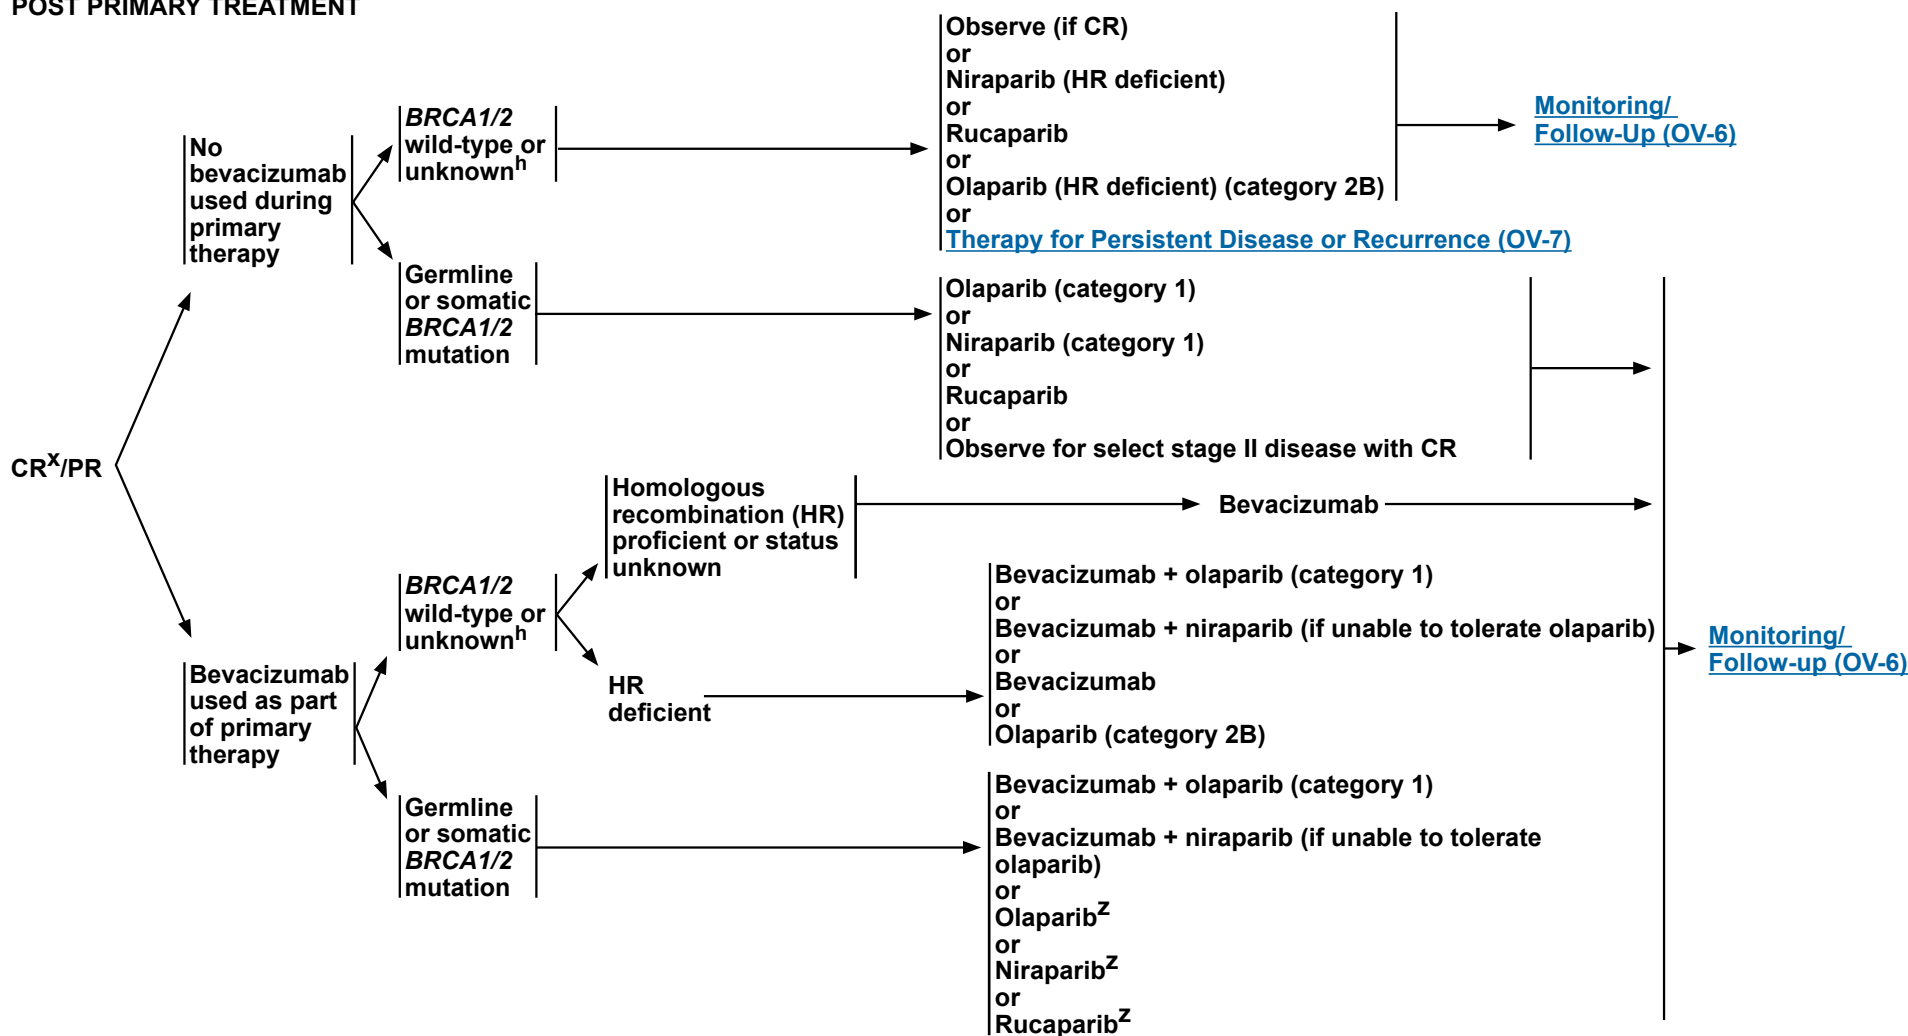 POST PRIMARY TREATMENT
CRx/PR
No
bevacizumab
used during
primary
therapy
BRCA1/2
wild-type or
unknownh
Observe (if CR)
or
Niraparib (HR deficient)
or
Rucaparib
or
Olaparib (HR deficient) (category 2B)
or
Therapy for Persistent Disease or Recurrence (OV-7)
Monitoring/
Follow-Up (OV-6)
Germline
or somatic
BRCA1/2
mutation
Olaparib (category 1)
or
Niraparib (category 1)
or
Rucaparib
or
Observe for select stage II disease with CR
Bevacizumab
used as part
of primary
therapy
BRCA1/2
wild-type or
unknownh
Homologous
recombination (HR)
proficient or status
unknown
Bevacizumab
HR
deficient
Bevacizumab + olaparib (category 1)
or
Bevacizumab + niraparib (if unable to tolerate olaparib)
or
Bevacizumab
or
Olaparib (category 2B)
Germline
or somatic
BRCA1/2
mutation
Bevacizumab + olaparib (category 1)
or
Bevacizumab + niraparib (if unable to tolerate
olaparib)
or
Olaparibz
or
Niraparibz
or
Rucaparibz
Monitoring/
Follow-up (OV-6)